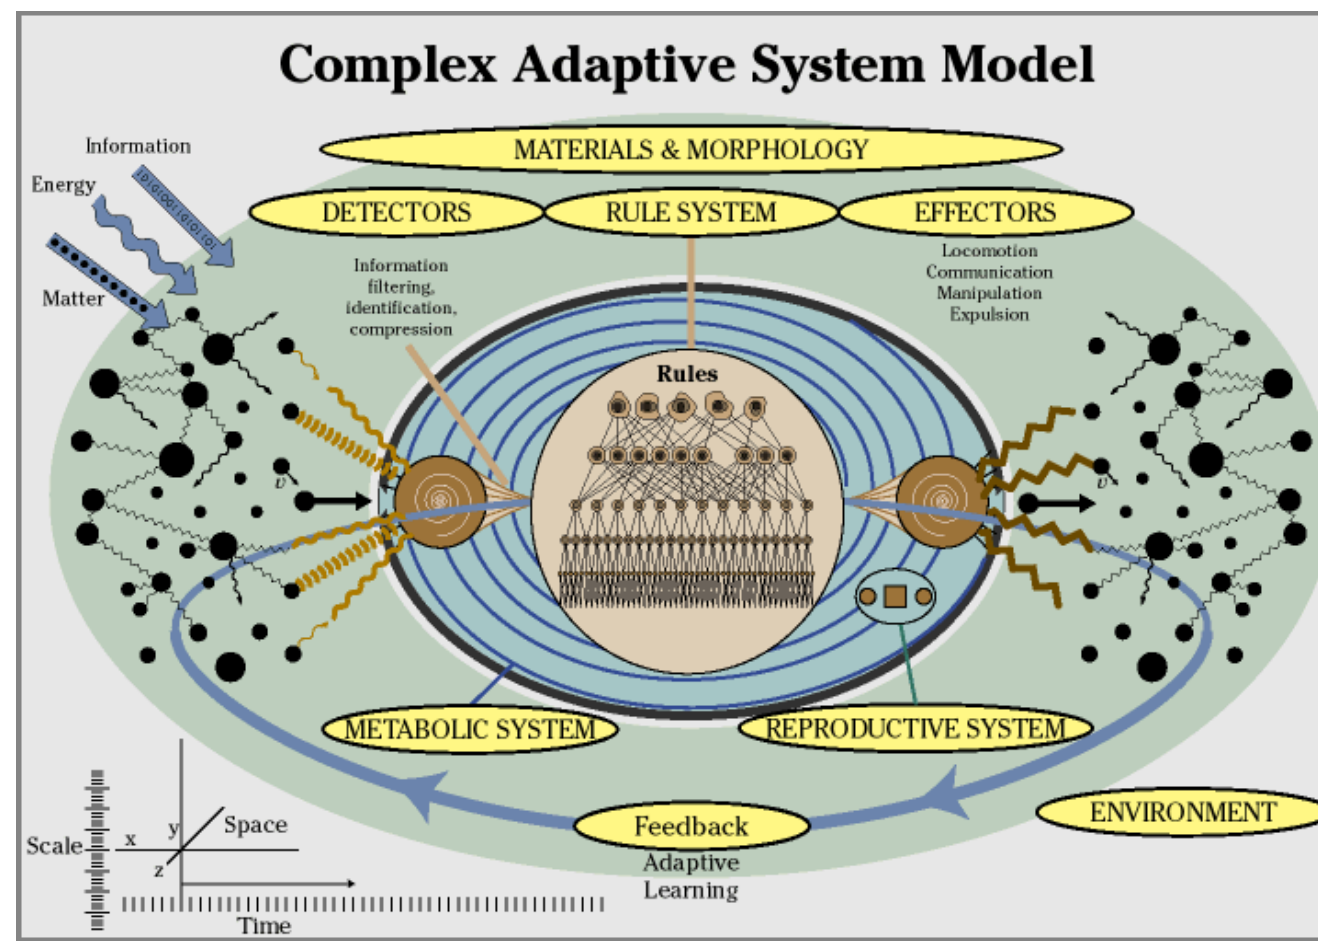 Complex Adaptive System Model
Information
Energy
Matter
1010100110101101
MATERIALS & MORPHOLOGY
DETECTORS
RULE SYSTEM
EFFECTORS
Information
filtering,
identification,
compression
Locomotion
Communication
Manipulation
Expulsion
Rules
v
v
METABOLIC SYSTEM
REPRODUCTIVE SYSTEM
ENVIRONMENT
Feedback
Adaptive
Learning
Scale
x
y
z
Space
Time